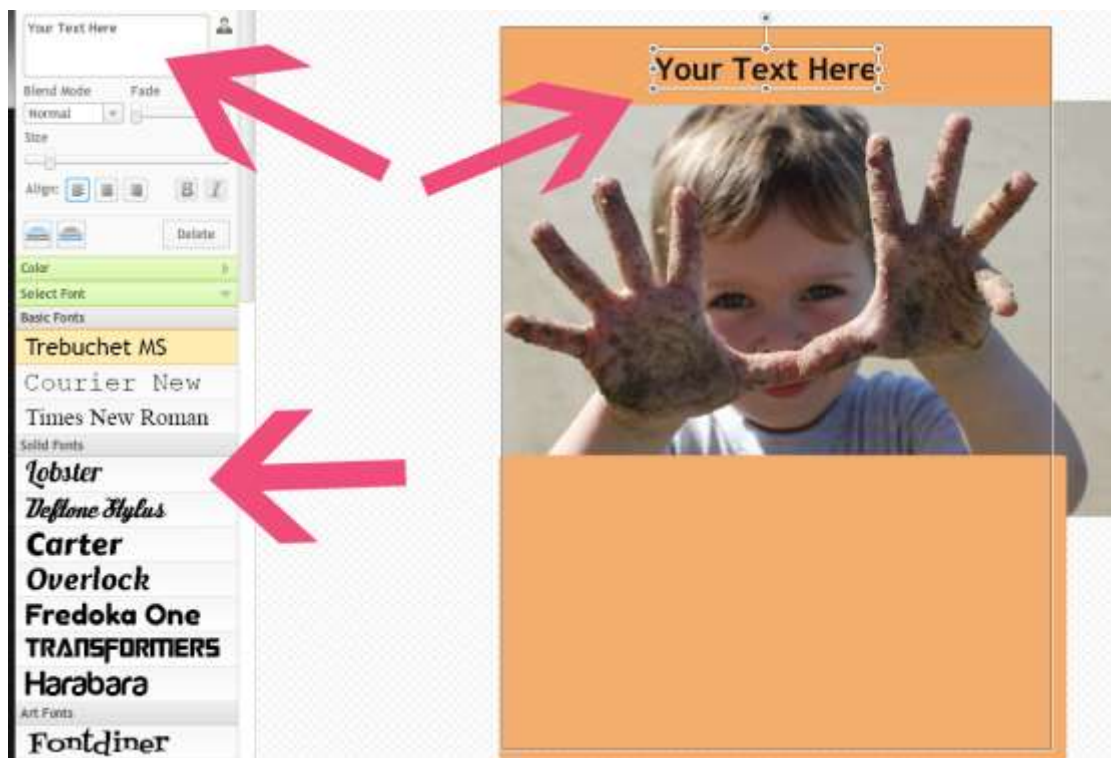 Your Text Here
Blend Mode Fade
Normal
Size
Align: B I
Delete
Color
Select Font
Basic Fonts
Trebuchet MS
Courier New
Times New Roman
Solid Fonts
Lobster
Deftone Stylus
Carter
Overlock
Fredoka One
TRANSFORMERS
Harabara
Art Fonts
Fontdiner
Your Text Here